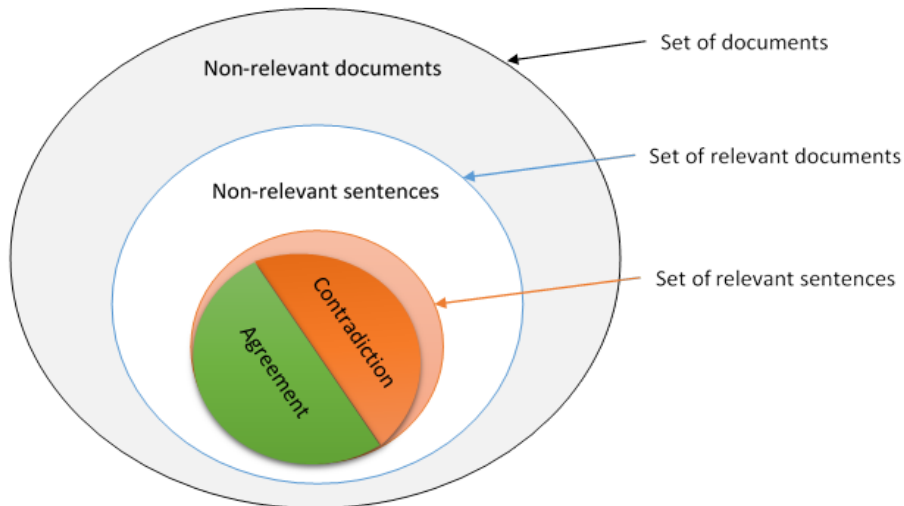 Set of documents
Non-relevant documents
Set of relevant documents
Non-relevant sentences
Set of relevant sentences
Contradiction
Agreement